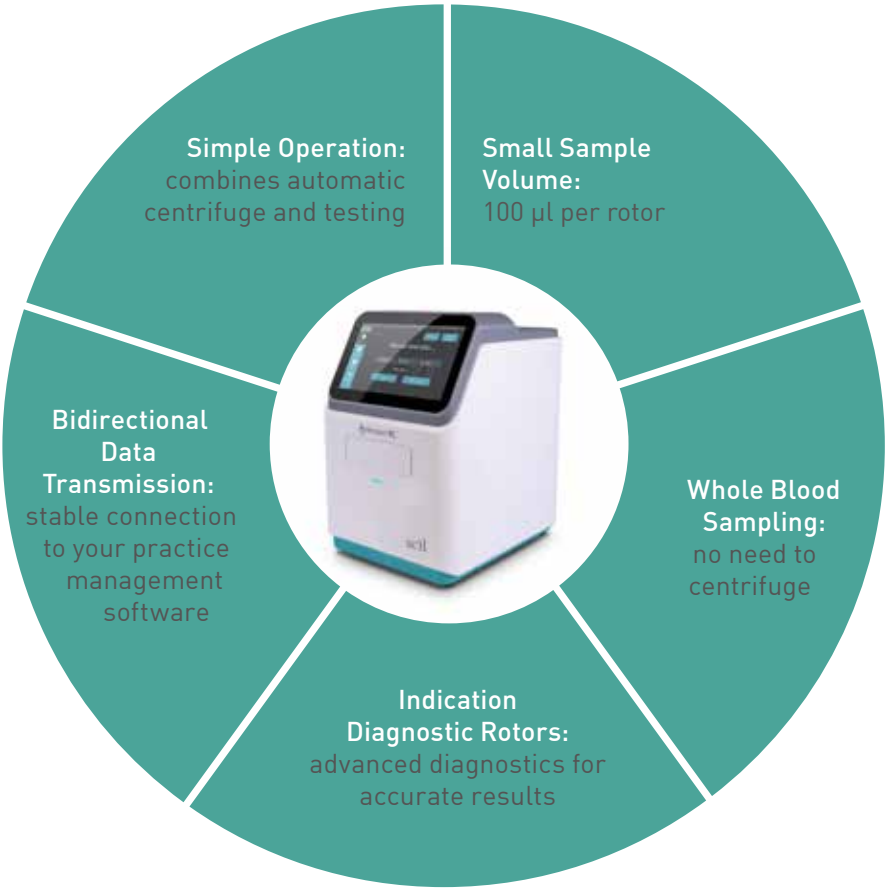 Simple Operation:
combines automatic
centrifuge and testing
Small Sample
Volume:
100 µl per rotor
Whole Blood
Sampling:
no need to
centrifuge
Indication
Diagnostic Rotors:
advanced diagnostics for
accurate results
Bidirectional
Data
Transmission:
stable connection
to your practice
management
software
scil